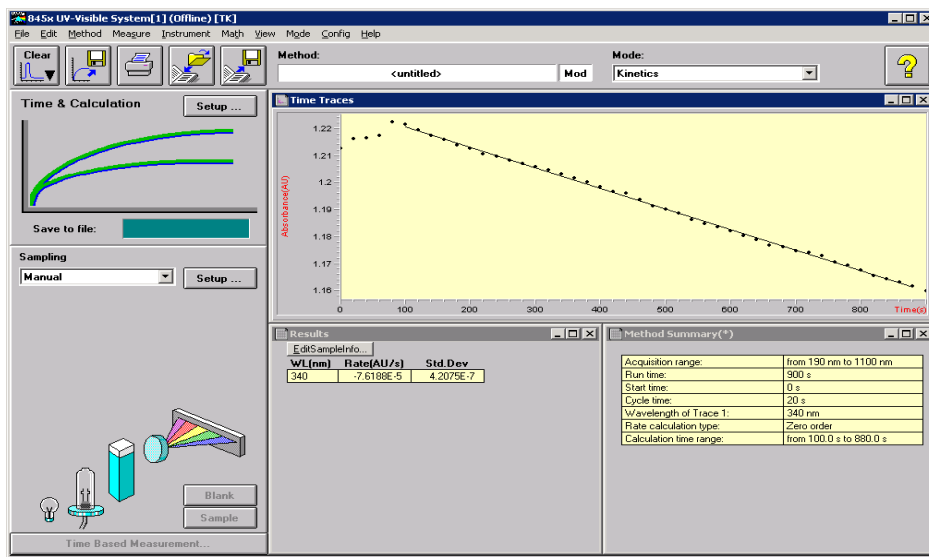 845x UV-Visible System[1] (Offline) [TK]
File Edit Method Measure Instrument Math View Mode Config Help
Clear
Method:
<untitled>
Mod
Mode:
Kinetics
Time & Calculation
Setup ...
Save to file:
Sampling
Manual
Setup ...
Blank
Sample
Time Based Measurement...
Time Traces
Absorbance(AU)
1.22
1.21
1.2
1.19
1.18
1.17
1.16
0 100 200 300 400 500 600 700 800 Time(s)
Results
EditSampleInfo...
WL(nm) Rate(AU/s) Std.Dev
340 -7.6188E-5 4.2075E-7
Method Summary(*)
Acquisition range: from 190 nm to 1100 nm
Run time: 900 s
Start time: 0 s
Cycle time: 20 s
Wavelength of Trace 1: 340 nm
Rate calculation type: Zero order
Calculation time range: from 100.0 s to 880.0 s